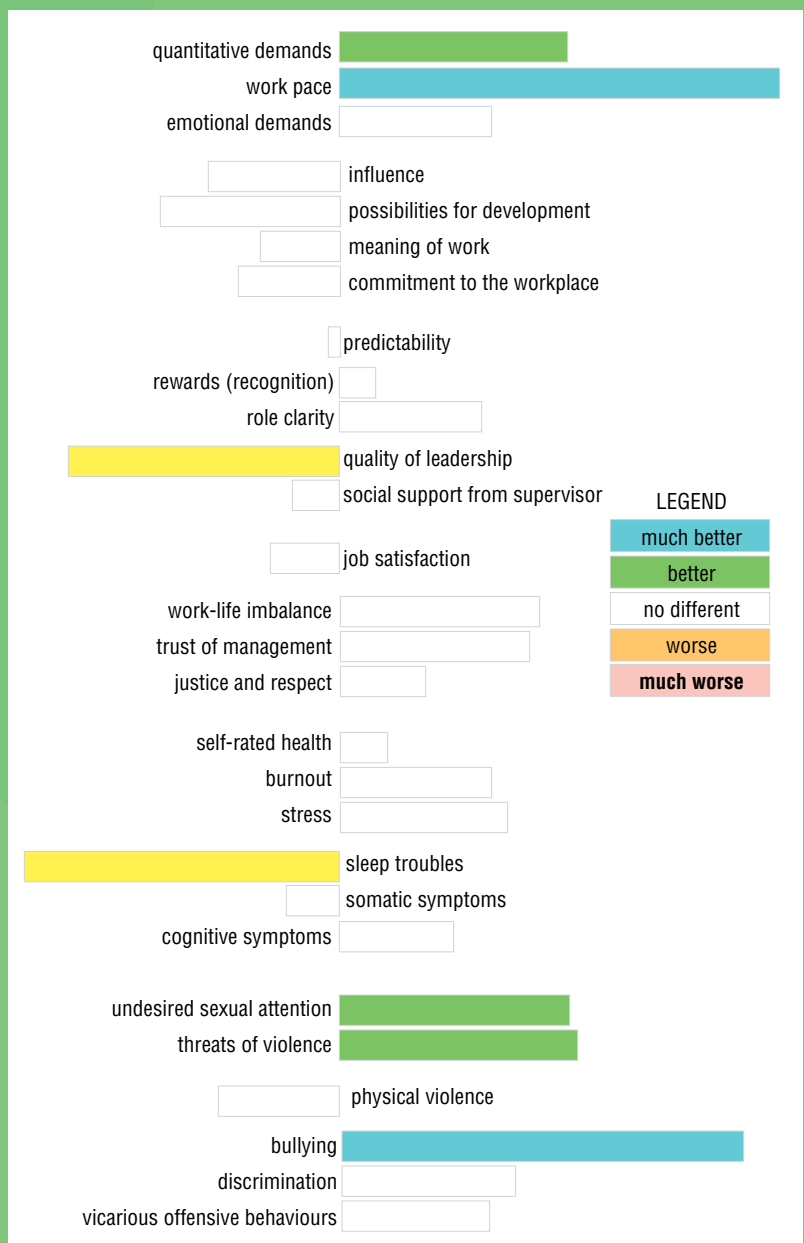 quantitative demands
work pace
emotional demands
influence
possibilities for development
meaning of work
commitment to the workplace
predictability
rewards (recognition)
role clarity
quality of leadership
social support from supervisor
LEGEND
much better
better
no different
worse
much worse
job satisfaction
work-life imbalance
trust of management
justice and respect
self-rated health
burnout
stress
sleep troubles
somatic symptoms
cognitive symptoms
undesired sexual attention
threats of violence
physical violence
bullying
discrimination
vicarious offensive behaviours